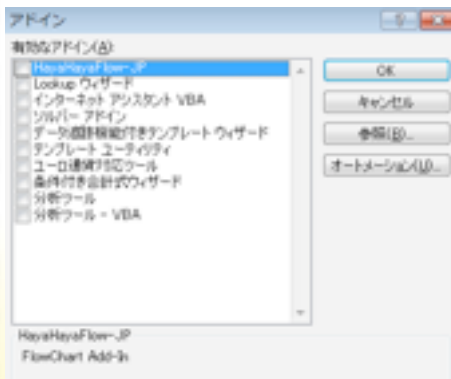 アドイン
有効なアドイン(A):
HayaHayaFlow-JP
Lookup ウィザード
インターネット アシスタント VBA
ソルバー アドイン
データ追跡機能付きテンプレート ウィザード
テンプレート ユーティリティ
ユーロ通貨対応ツール
条件付き合計式ウィザード
分析ツール
分析ツール - VBA
OK
キャンセル
参照(B)...
オートメーション(U)...
HayaHayaFlow-JP
FlowChart Add-In